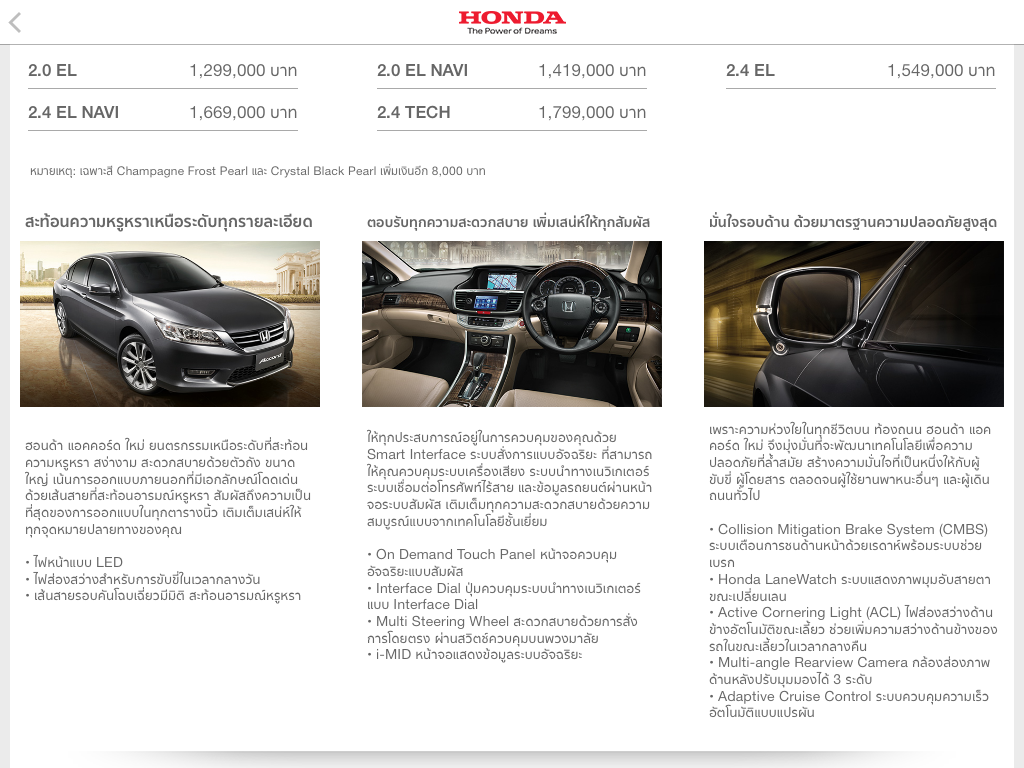 HONDA
The Power of Dreams
2.0 EL 1,299,000 บาท
2.0 EL NAVI 1,419,000 บาท
2.4 EL 1,549,000 บาท
2.4 EL NAVI 1,669,000 บาท
2.4 TECH 1,799,000 บาท
หมายเหตุ: เฉพาะสี Champagne Frost Pearl และ Crystal Black Pearl เพิ่มเงินอีก 8,000 บาท
สะท้อนความหรูหราเหนือระดับทุกรายละเอียด
Accord
ฮอนด้า แอคคอร์ด ใหม่ ยนตรกรรมเหนือระดับที่สะท้อน
ความหรูหรา สง่างาม สะดวกสบายด้วยตัวถัง ขนาด
ใหญ่ เน้นการออกแบบภายนอกที่มีเอกลักษณ์โดดเด่น
ด้วยเส้นสายที่สะท้อนอารมณ์หรูหรา สัมผัสถึงความเป็น
ที่สุดของการออกแบบในทุกตารางนิ้ว เติมเต็มเสน่ห์ให้
ทุกจุดหมายปลายทางของคุณ
• ไฟหน้าแบบ LED
• ไฟส่องสว่างสำหรับการขับขี่ในเวลากลางวัน
• เส้นสายรอบคันโฉบเฉี่ยวมีมิติ สะท้อนอารมณ์หรูหรา
ตอบรับทุกความสะดวกสบาย เพิ่มเสน่ห์ให้ทุกสัมผัส
ให้ทุกประสบการณ์อยู่ในการควบคุมของคุณด้วย
Smart Interface ระบบสั่งการแบบอัจฉริยะ ที่สามารถ
ให้คุณควบคุมระบบเครื่องเสียง ระบบนำทางเนวิเกเตอร์
ระบบเชื่อมต่อโทรศัพท์ไร้สาย และข้อมูลรถยนต์ผ่านหน้า
จอระบบสัมผัส เติมเต็มทุกความสะดวกสบายด้วยความ
สมบูรณ์แบบจากเทคโนโลยีชั้นเยี่ยม
• On Demand Touch Panel หน้าจอควบคุม
อัจฉริยะแบบสัมผัส
• Interface Dial ปุ่มควบคุมระบบนำทางเนวิเกเตอร์
แบบ Interface Dial
• Multi Steering Wheel สะดวกสบายด้วยการสั่ง
การโดยตรง ผ่านสวิตช์ควบคุมบนพวงมาลัย
• i-MID หน้าจอแสดงข้อมูลระบบอัจฉริยะ
มั่นใจรอบด้าน ด้วยมาตรฐานความปลอดภัยสูงสุด
เพราะความห่วงใยในทุกชีวิตบน ท้องถนน ฮอนด้า แอค
คอร์ด ใหม่ จึงมุ่งมั่นที่จะพัฒนาเทคโนโลยีเพื่อความ
ปลอดภัยที่ล้ำสมัย สร้างความมั่นใจที่เป็นหนึ่งให้กับผู้
ขับขี่ ผู้โดยสาร ตลอดจนผู้ใช้ยานพาหนะอื่นๆ และผู้เดิน
ถนนทั่วไป
• Collision Mitigation Brake System (CMBS)
ระบบเตือนการชนด้านหน้าด้วยเรดาห์พร้อมระบบช่วย
เบรก
• Honda LaneWatch ระบบแสดงภาพมุมอับสายตา
ขณะเปลี่ยนเลน
• Active Cornering Light (ACL) ไฟส่องสว่างด้าน
ข้างอัตโนมัติขณะเลี้ยว ช่วยเพิ่มความสว่างด้านข้างของ
รถในขณะเลี้ยวในเวลากลางคืน
• Multi-angle Rearview Camera กล้องส่องภาพ
ด้านหลังปรับมุมมองได้ 3 ระดับ
• Adaptive Cruise Control ระบบควบคุมความเร็ว
อัตโนมัติแบบแปรผัน